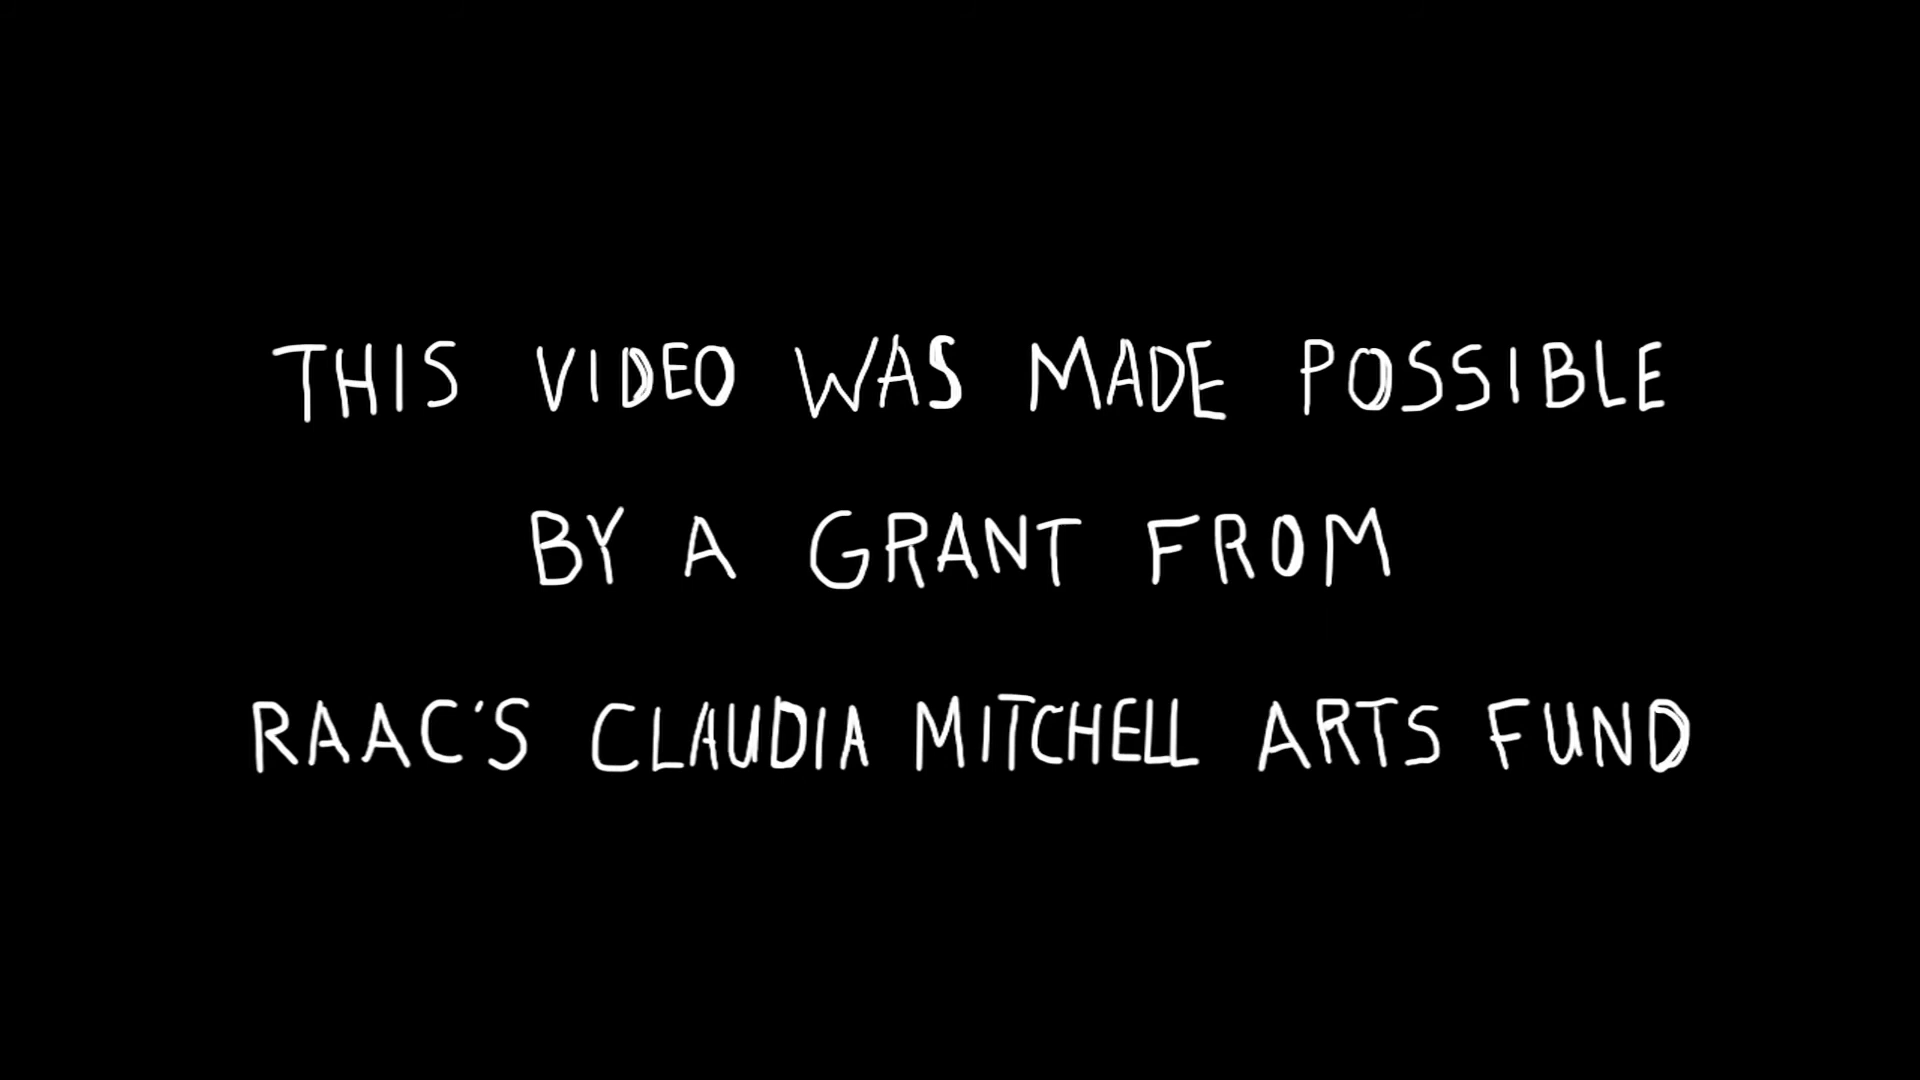 THIS VIDEO WAS MADE POSSIBLE
BY A GRANT FROM
RAAC'S CLAUDIA MITCHELL ARTS FUND